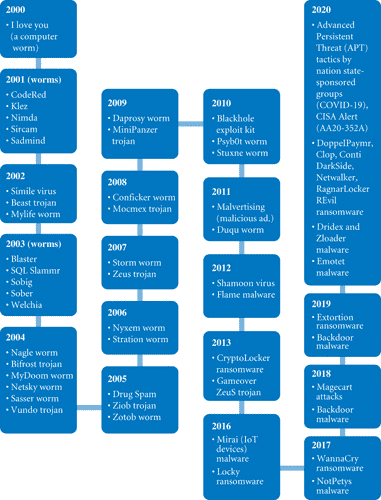 2000
• I love you
(a computer
worm)
2001 (worms)
• CodeRed
• Klez
• Nimda
• Sircam
• Sadmind
2002
• Simile virus
• Beast trojan
• Mylife worm
2003 (worms)
• Blaster
• SQL Slammr
• Sobig
• Sober
• Welchia
2004
• Nagle worm
• Bifrost trojan
• MyDoom worm
• Netsky worm
• Sasser worm
• Vundo trojan
2005
• Drug Spam
• Ziob trojan
• Zotob worm
2006
• Nyxem worm
• Stration worm
2007
• Storm worm
• Zeus trojan
2008
• Conficker worm
• Mocmex trojan
2009
• Daprosy worm
• MiniPanzer
trojan
2010
• Blackhole
exploit kit
• Psyb0t worm
• Stuxne worm
2011
• Malvertising
(malicious ad.)
• Duqu worm
2012
• Shamoon virus
• Flame malware
2013
• CryptoLocker
ransomware
• Gameover
ZeuS trojan
2016
• Mirai (IoT
devices)
malware
• Locky
ransomware
2017
• WannaCry
ransomware
• NotPetys
malware
2018
• Magecart
attacks
• Backdoor
malware
2019
• Extortion
ransomware
• Backdoor
malware
2020
• Advanced
Persistent
Threat (APT)
tactics by
nation state-
sponsored
groups
(COVID-19),
CISA Alert
(AA20-352A)
• DoppelPaymr,
Clop, Conti
DarkSide,
Netwalker,
RagnarLocker
REvil
ransomware
• Dridex and
Zloader
malware
• Emotet
malware